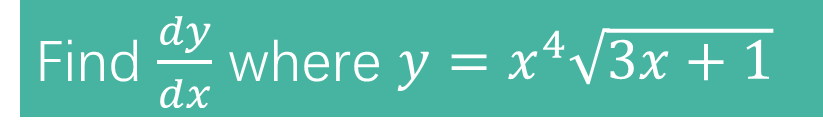 Find dy/dx where y = x⁴√(3x + 1)